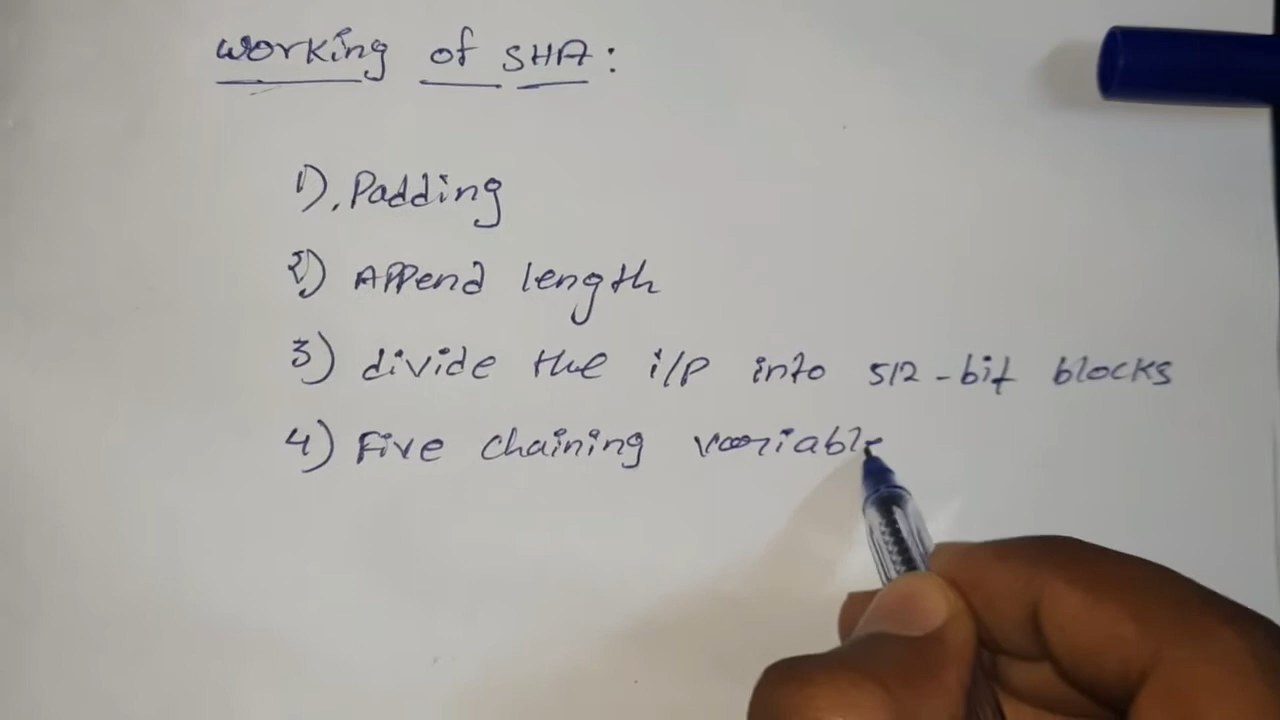 working of SHA:
1). Padding
2) Append length
3) divide the i/p into 512-bit blocks
4) Five chaining variable